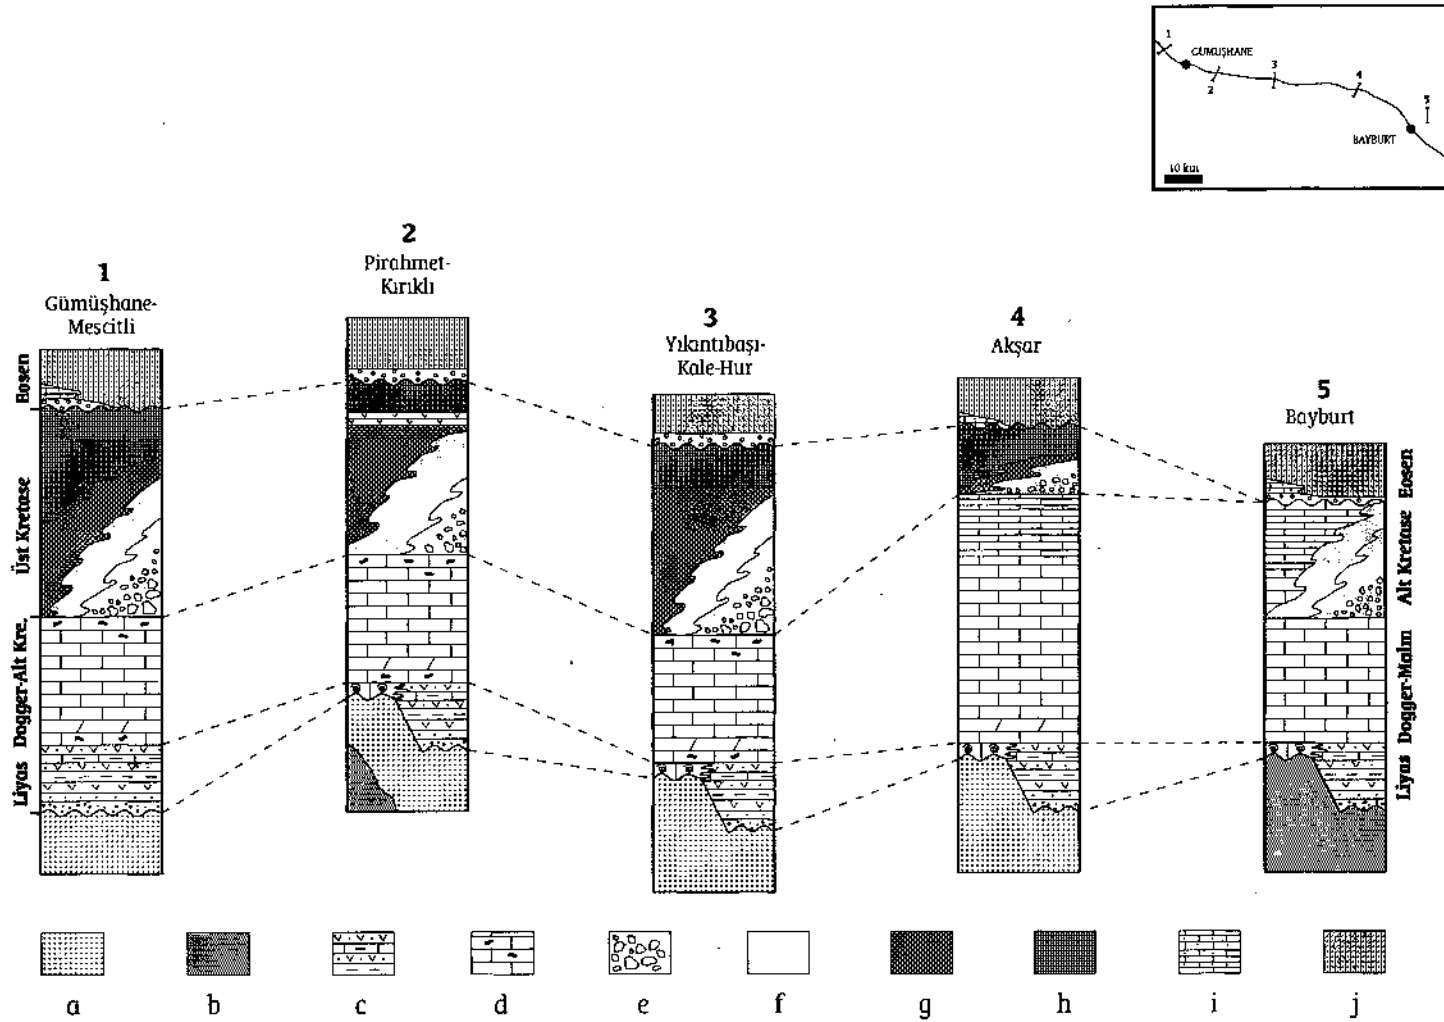 1
GÜMÜŞHANE
2
3
4
5
BAYBURT
10 km
1
Gümüşhane-
Mescitli
2
Pirahmet-
Kırıklı
3
Yıkıntıbaşı-
Kale-Hur
4
Akşar
5
Bayburt
Eosen
Üst Kretase
Dogger-Alt Kre.
Liyas
Eosen
Alt Kretase
Dogger-Malm
Liyas
a b c d e f g h i j